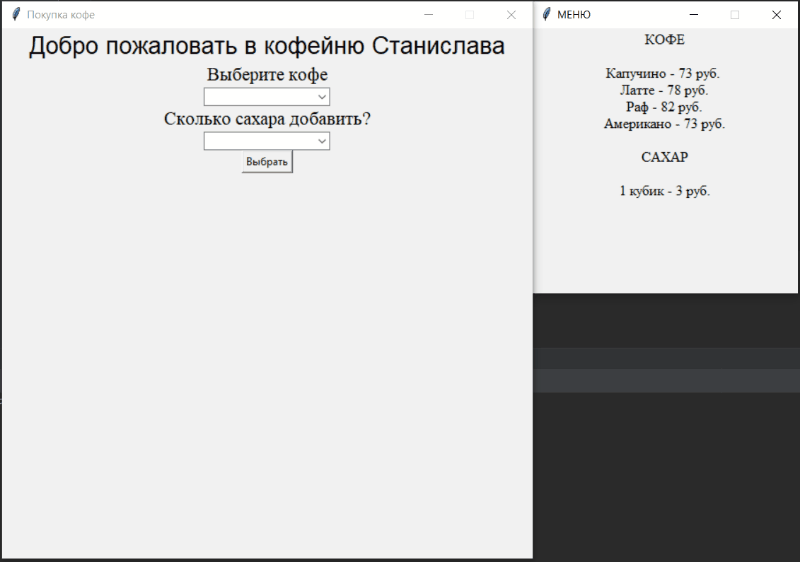 Покупка кофе
Добро пожаловать в кофейню Станислава
Выберите кофе
Сколько сахара добавить?
Выбрать
МЕНЮ
КОФЕ
Капучино - 73 руб.
Латте - 78 руб.
Раф - 82 руб.
Американо - 73 руб.
САХАР
1 кубик - 3 руб.